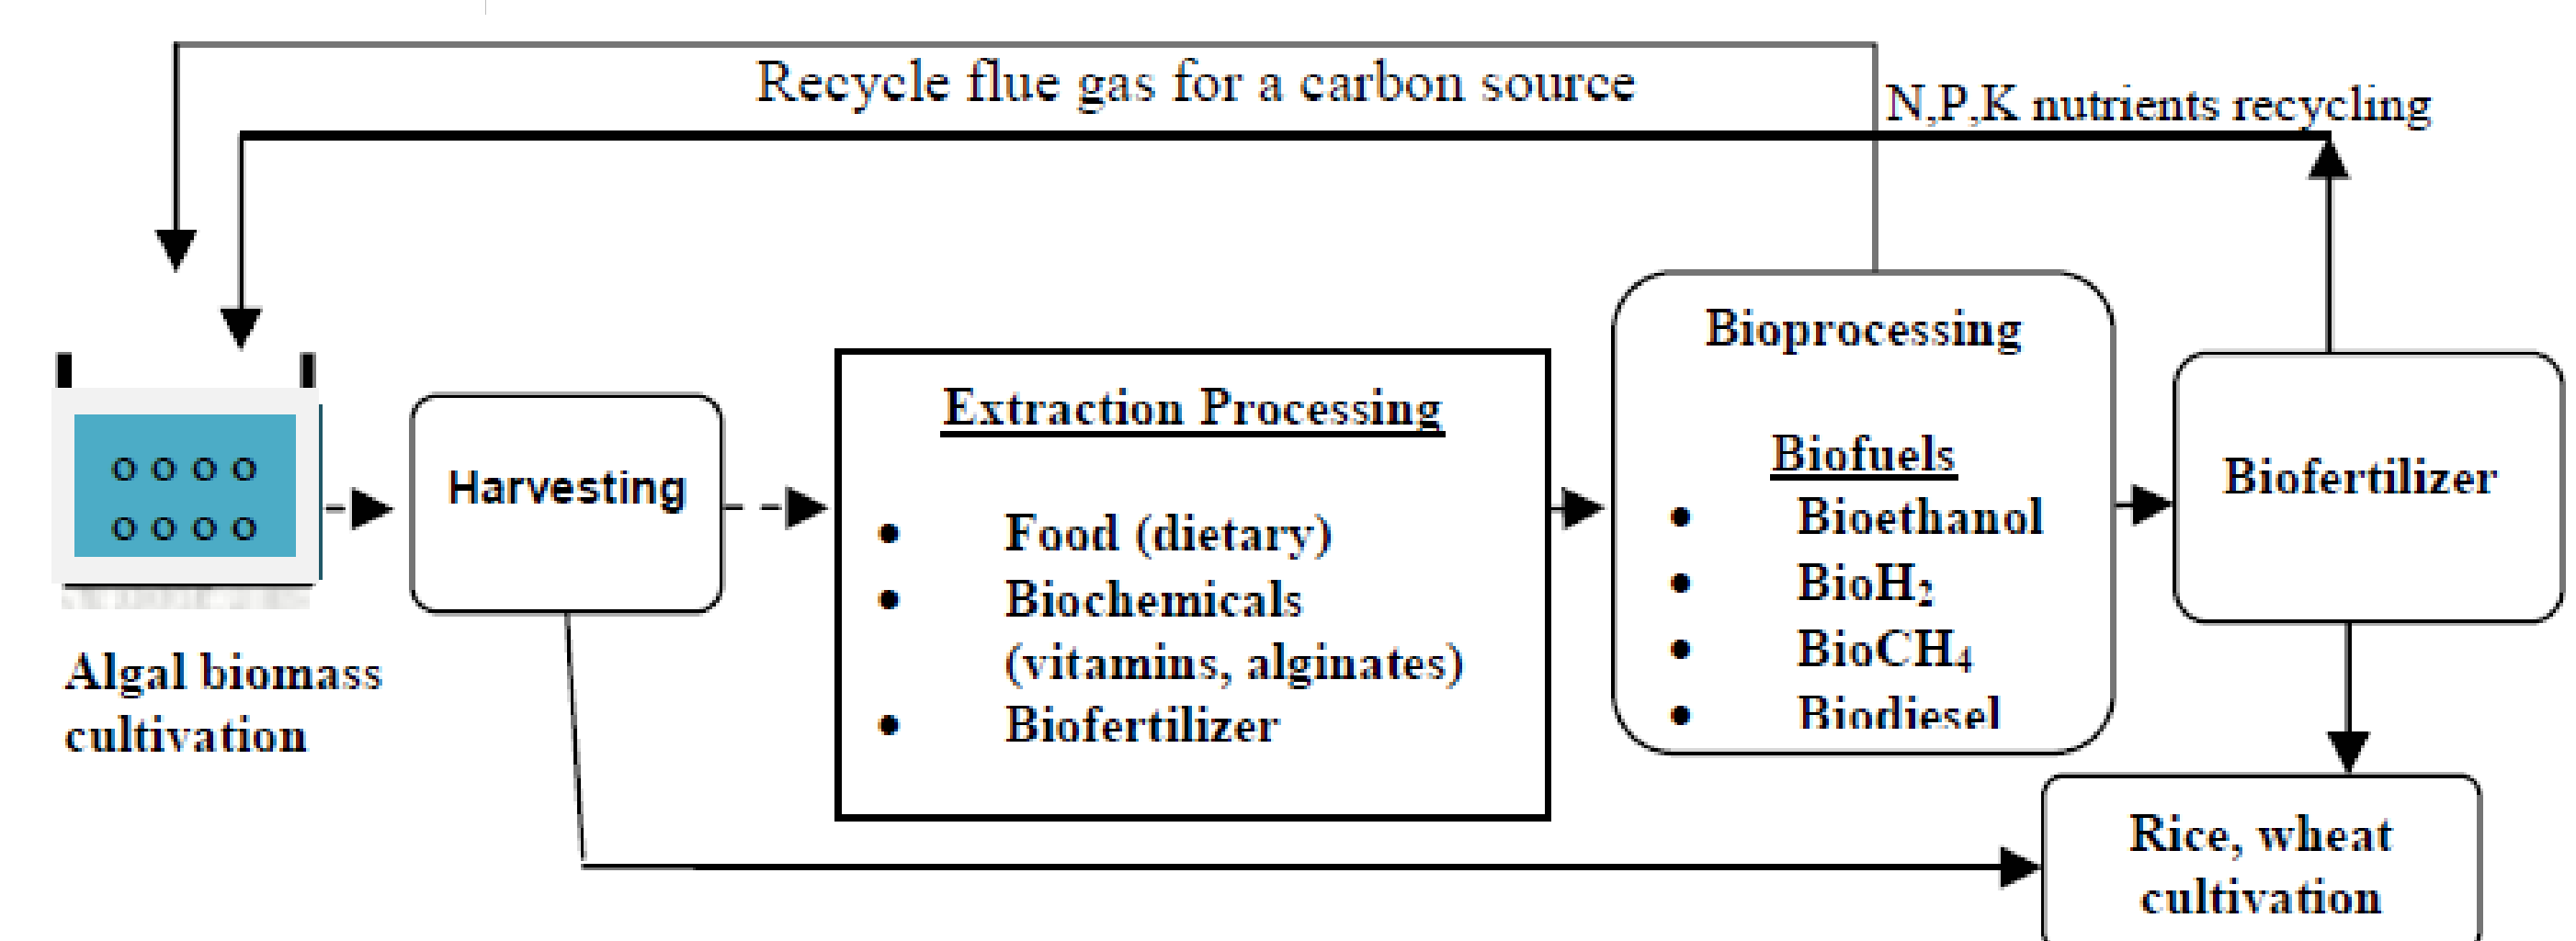 Recycle flue gas for a carbon source
N,P,K nutrients recycling
o o o o
o o o o
Algal biomass
cultivation
Harvesting
Extraction Processing
• Food (dietary)
• Biochemicals
(vitamins, alginates)
• Biofertilizer
Bioprocessing
Biofuels
• Bioethanol
• BioH₂
• BioCH₄
• Biodiesel
Biofertilizer
Rice, wheat
cultivation